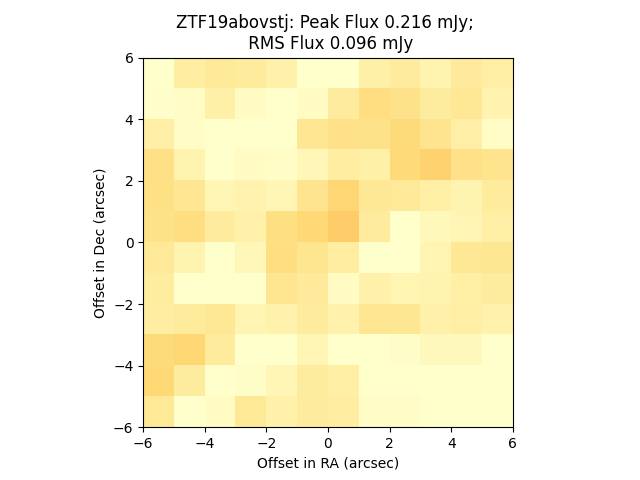 ZTF19abovstj: Peak Flux 0.216 mJy;
RMS Flux 0.096 mJy
6
4
2
0
−2
−4
−6
Offset in Dec (arcsec)
−6 −4 −2 0 2 4 6
Offset in RA (arcsec)